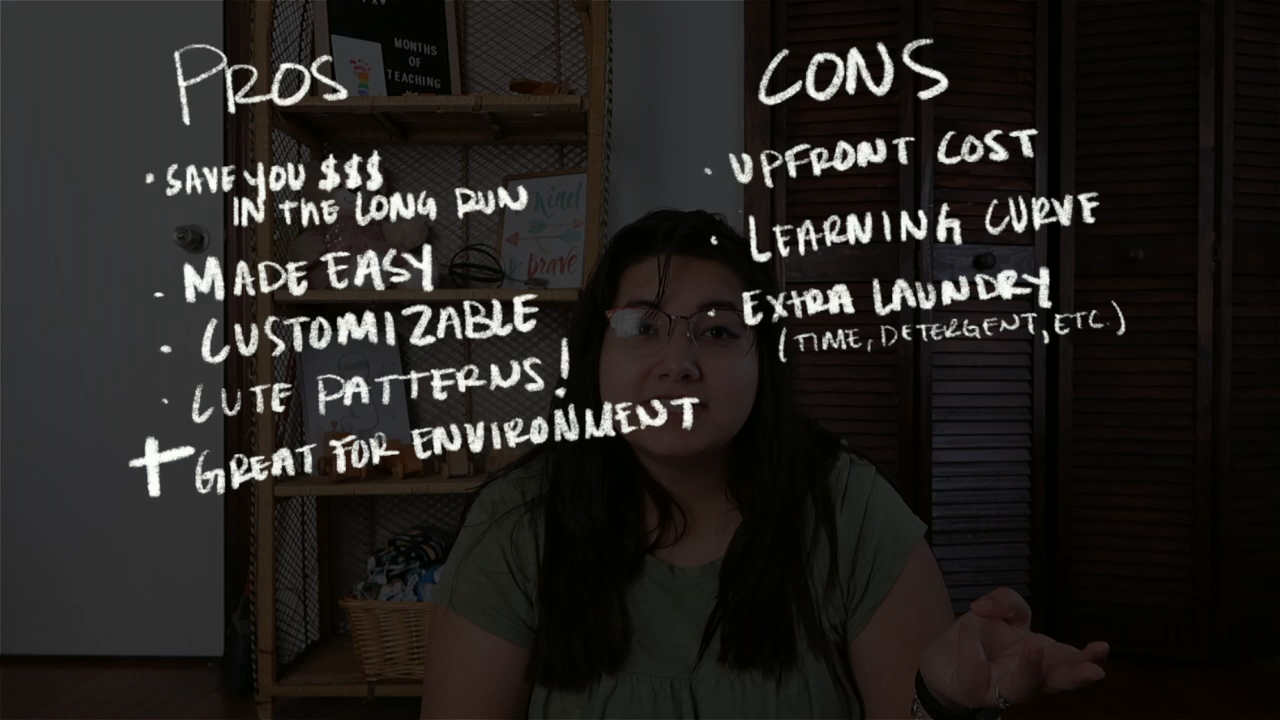 PROS
• SAVE YOU $$$
IN THE LONG RUN
• MADE EASY
• CUSTOMIZABLE
• CUTE PATTERNS!
+ GREAT FOR ENVIRONMENT
CONS
• UPFRONT COST
• LEARNING CURVE
• EXTRA LAUNDRY
(TIME, DETERGENT, ETC.)
MONTHS
OF
TEACHING
Kind
brave